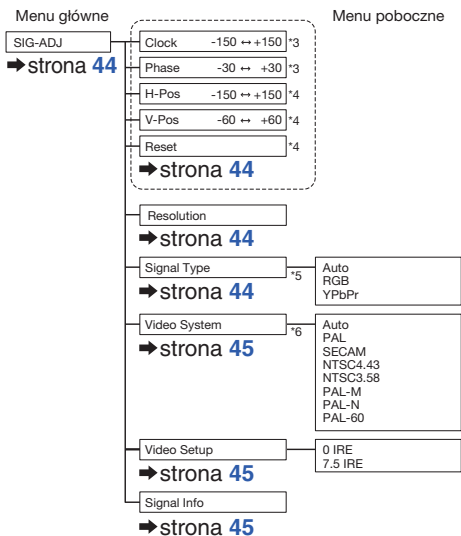 Menu główne
Menu poboczne
SIG-ADJ
➡strona 44
Clock -150 ↔ +150 *3
Phase -30 ↔ +30 *3
H-Pos -150 ↔ +150 *4
V-Pos -60 ↔ +60 *4
Reset *4
➡strona 44
Resolution
➡strona 44
Signal Type *5
➡strona 44
Auto
RGB
YPbPr
Video System *6
➡strona 45
Auto
PAL
SECAM
NTSC4.43
NTSC3.58
PAL-M
PAL-N
PAL-60
Video Setup
➡strona 45
0 IRE
7.5 IRE
Signal Info
➡strona 45